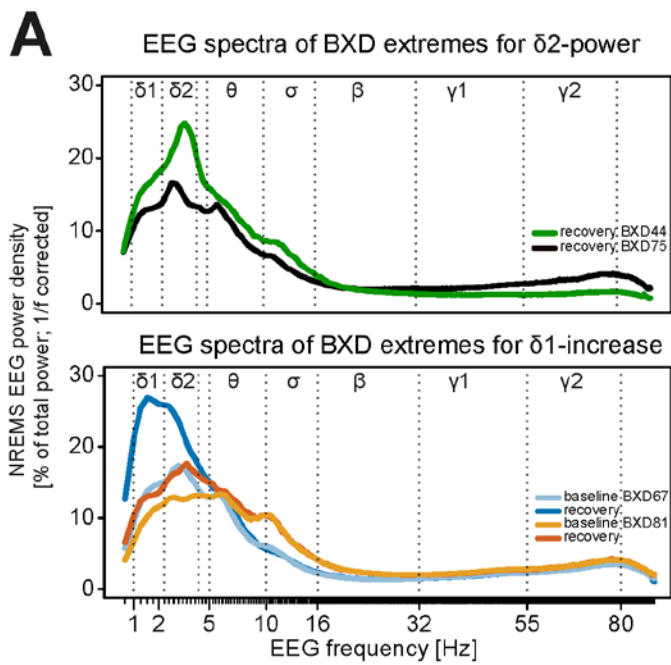 A
EEG spectra of BXD extremes for δ2-power
30
20
10
0
δ1 δ2 θ σ β γ1 γ2
recovery BXD44
recovery BXD75
NREMS EEG power density
[% of total power; 1/f corrected]
EEG spectra of BXD extremes for δ1-increase
30
20
10
0
δ1 δ2 θ σ β γ1 γ2
baseline BXD67
recovery
baseline BXD81
recovery
1 2 5 10 16 32 55 80
EEG frequency [Hz]